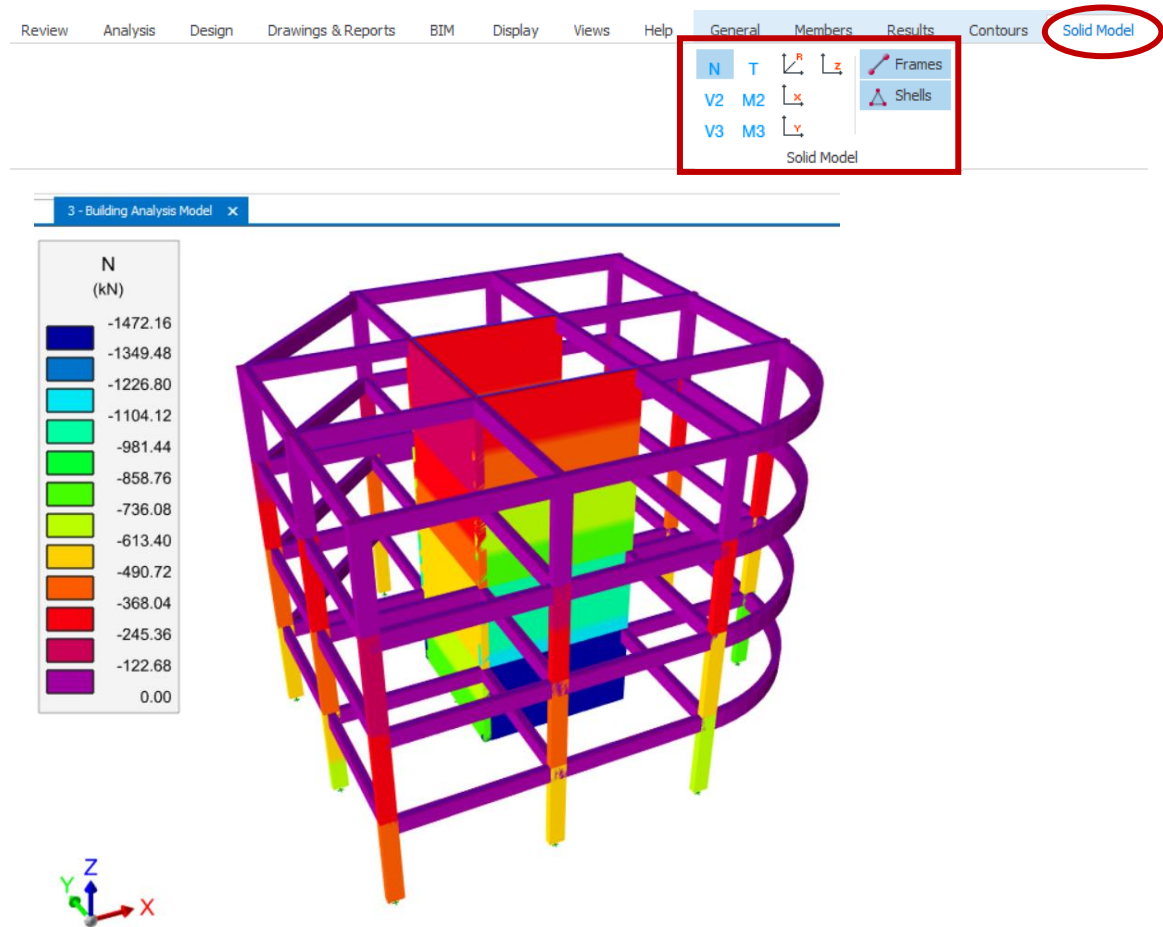 Review Analysis Design Drawings & Reports BIM Display Views Help General Members Results Contours Solid Model
N T R Z Frames
V2 M2 X Shells
V3 M3 Y
Solid Model
3 - Building Analysis Model X
N
(kN)
-1472.16
-1349.48
-1226.80
-1104.12
-981.44
-858.76
-736.08
-613.40
-490.72
-368.04
-245.36
-122.68
0.00
Z
Y
X